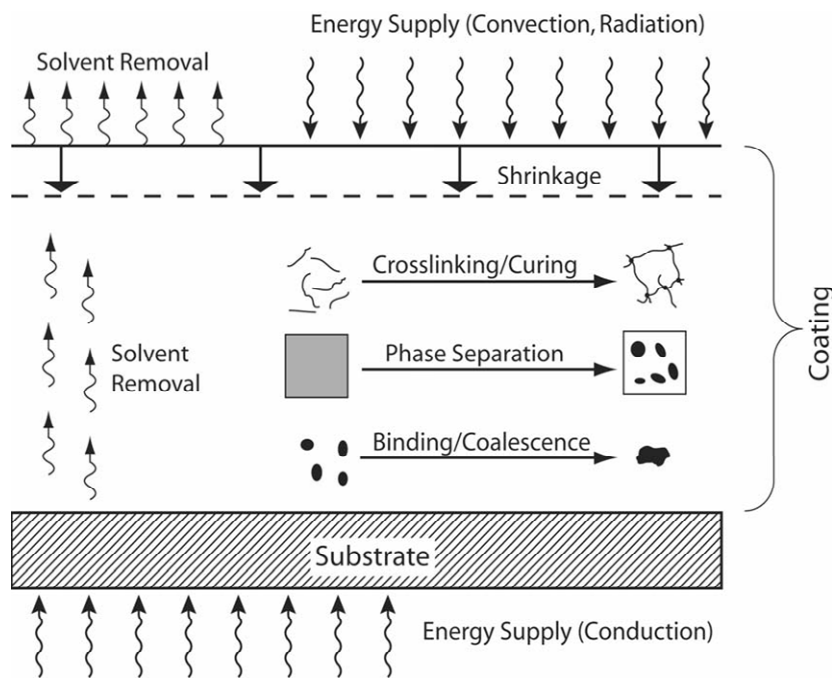 Energy Supply (Convection, Radiation)
Solvent Removal
Shrinkage
Crosslinking/Curing
Solvent
Removal
Phase Separation
Binding/Coalescence
Coating
Substrate
Energy Supply (Conduction)